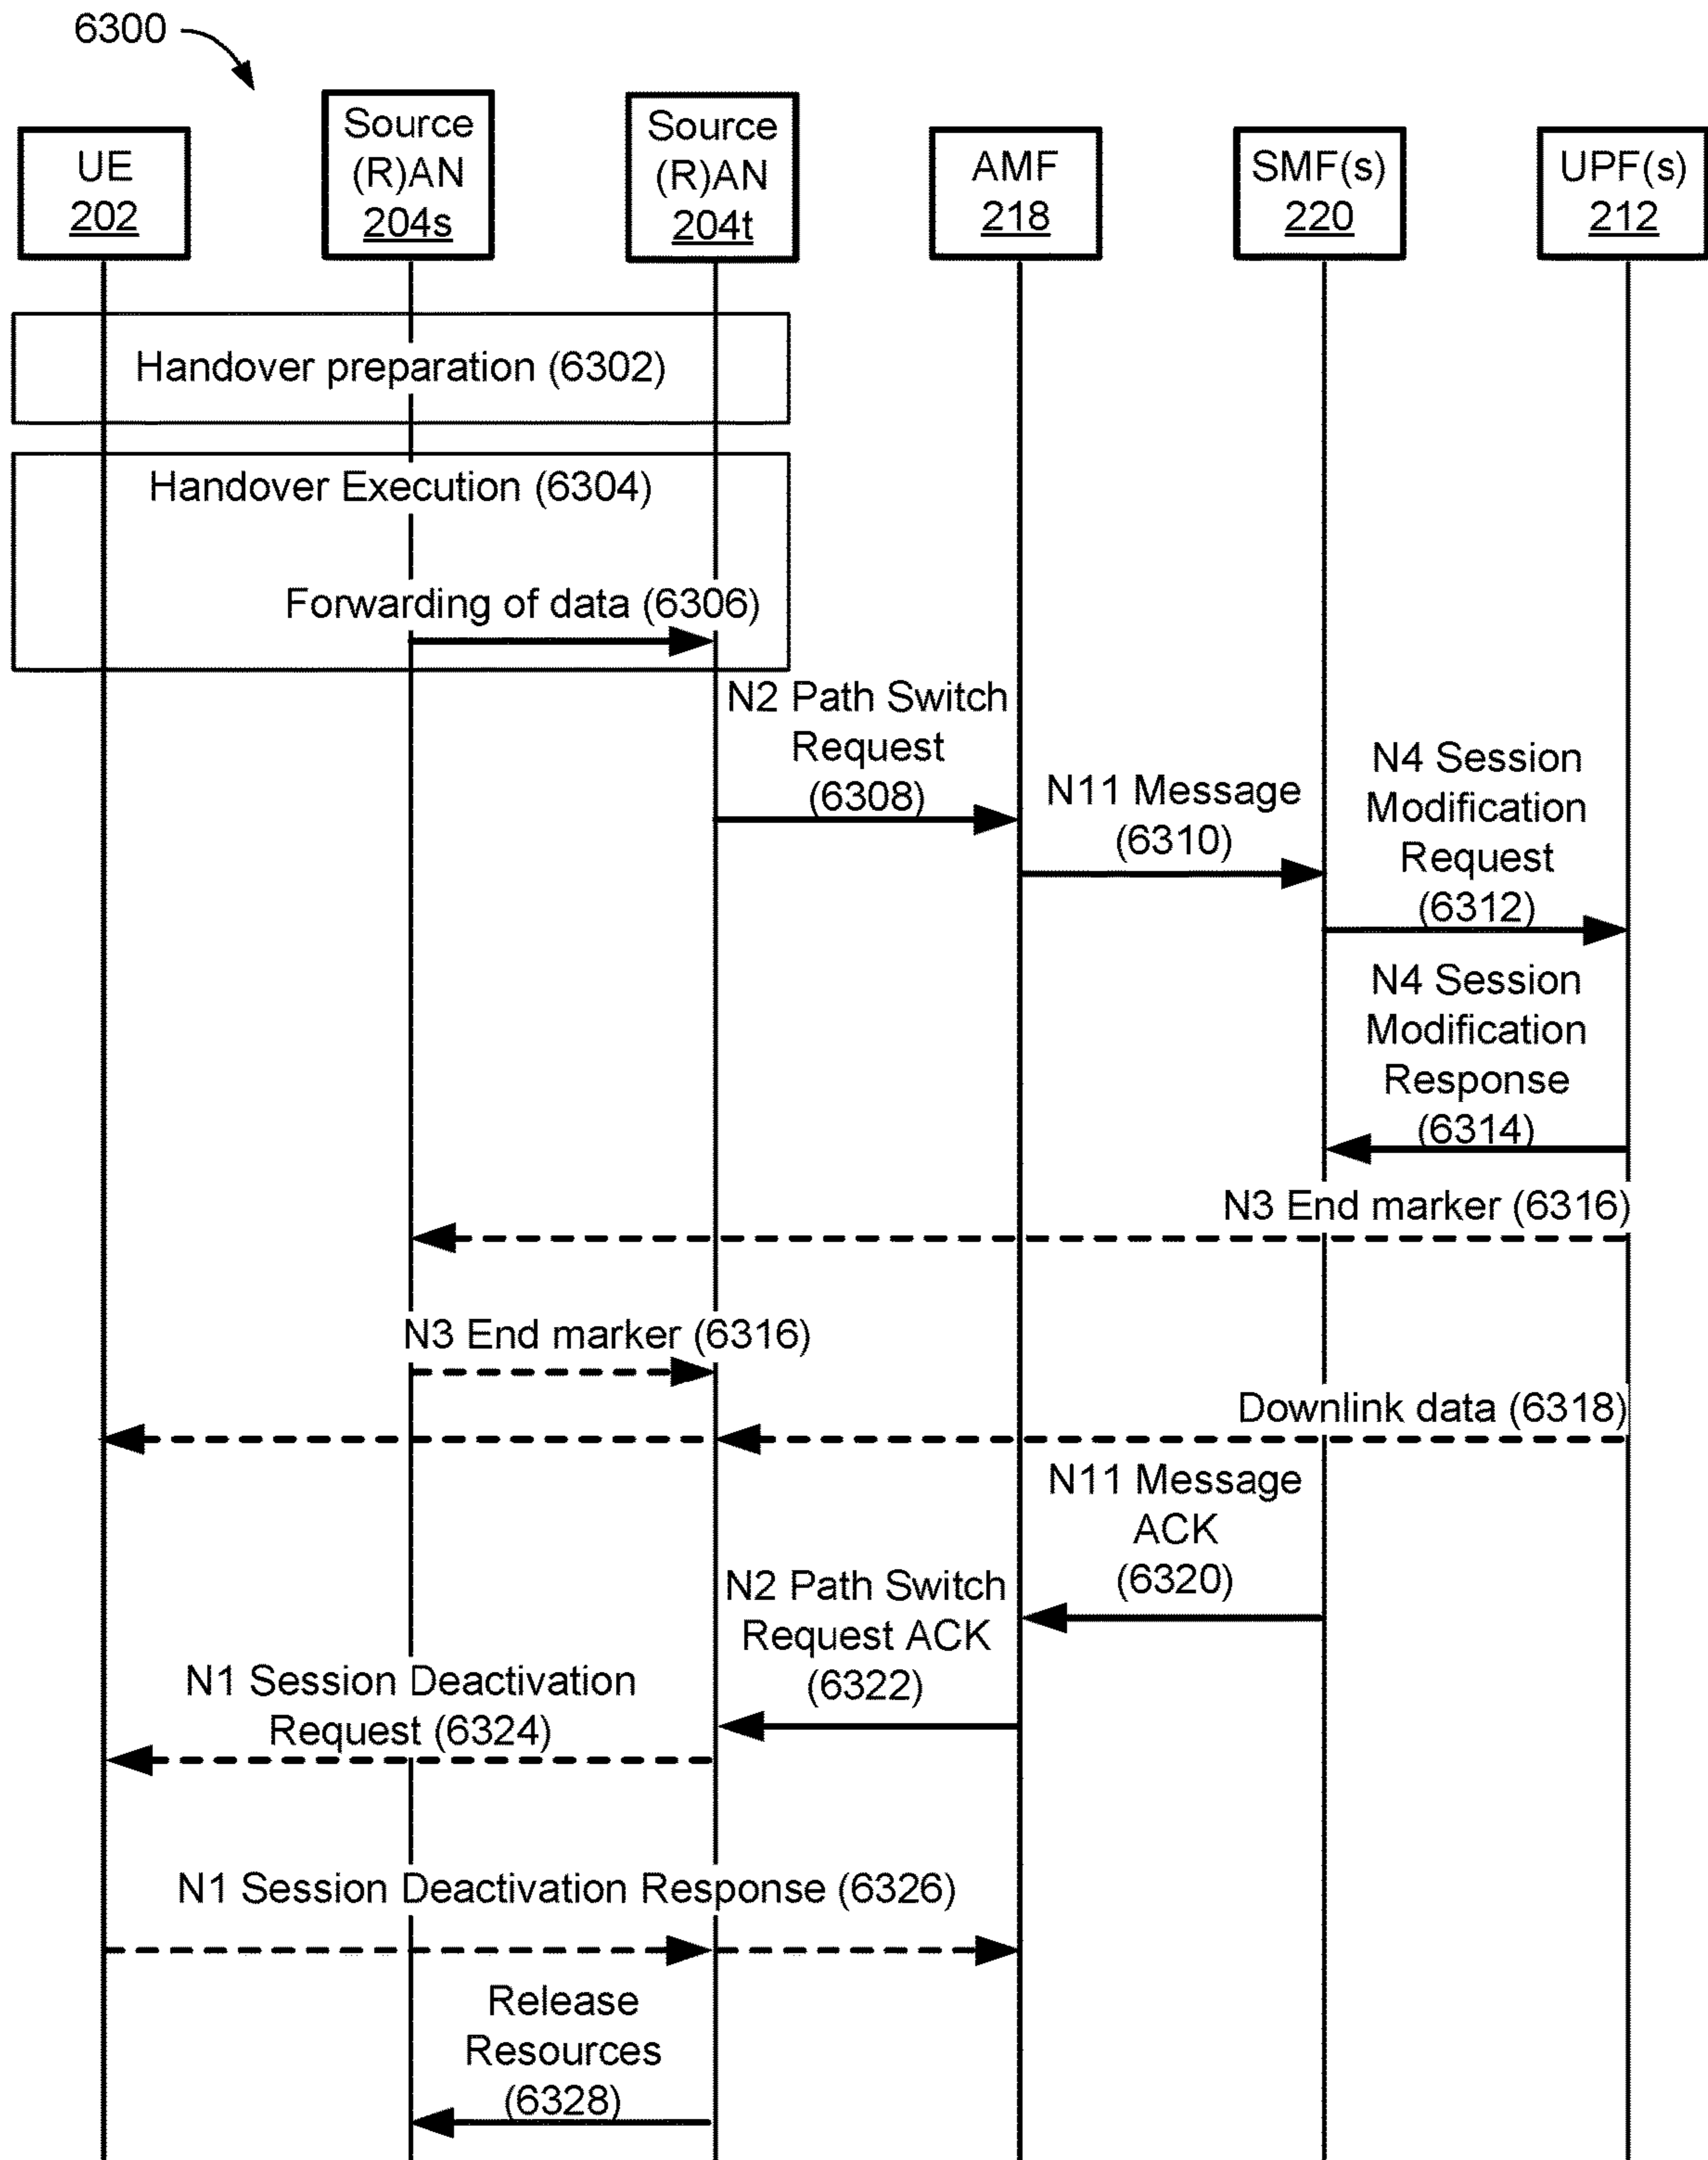 6300
UE
202
Source
(R)AN
204s
Source
(R)AN
204t
AMF
218
SMF(s)
220
UPF(s)
212
Handover preparation (6302)
Handover Execution (6304)
Forwarding of data (6306)
N2 Path Switch
Request
(6308)
N11 Message
(6310)
N4 Session
Modification
Request
(6312)
N4 Session
Modification
Response
(6314)
N3 End marker (6316)
N3 End marker (6316)
Downlink data (6318)
N11 Message
ACK
(6320)
N2 Path Switch
Request ACK
(6322)
N1 Session Deactivation
Request (6324)
N1 Session Deactivation Response (6326)
Release
Resources
(6328)